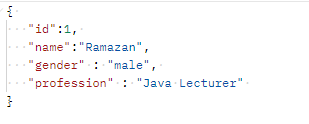 {
"id":1,
"name":"Ramazan",
"gender" : "male",
"profession" : "Java Lecturer"
}